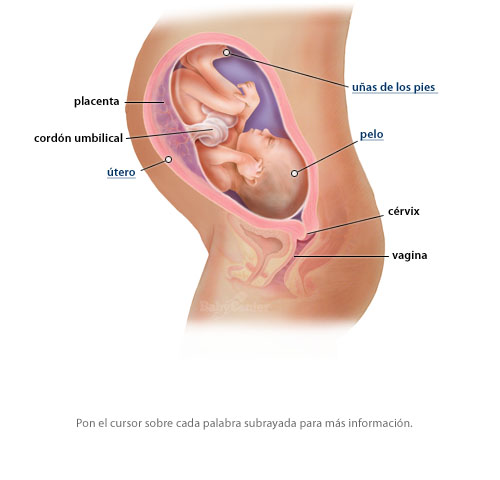 uñas de los pies
placenta
pelo
cordón umbilical
útero
cérvix
vagina
BabyCenter
Pon el cursor sobre cada palabra subrayada para más información.